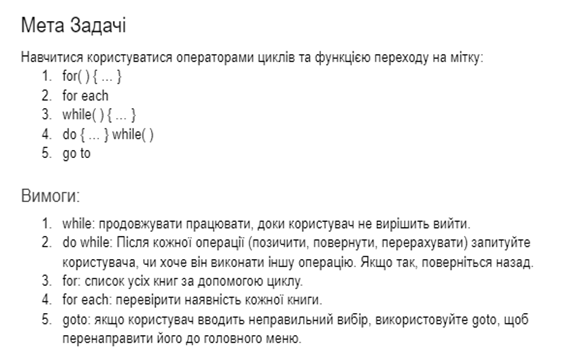 Мета Задачі
Навчитися користуватися операторами циклів та функцією переходу на мітку:
1. for( ) { ... }
2. for each
3. while( ) { ... }
4. do { ... } while( )
5. go to
Вимоги:
1. while: продовжувати працювати, доки користувач не вирішить вийти.
2. do while: Після кожної операції (позичити, повернути, перерахувати) запитуйте
користувача, чи хоче він виконати іншу операцію. Якщо так, поверніться назад.
3. for: список усіх книг за допомогою циклу.
4. for each: перевірити наявність кожної книги.
5. goto: якщо користувач вводить неправильний вибір, використовуйте goto, щоб
перенаправити його до головного меню.